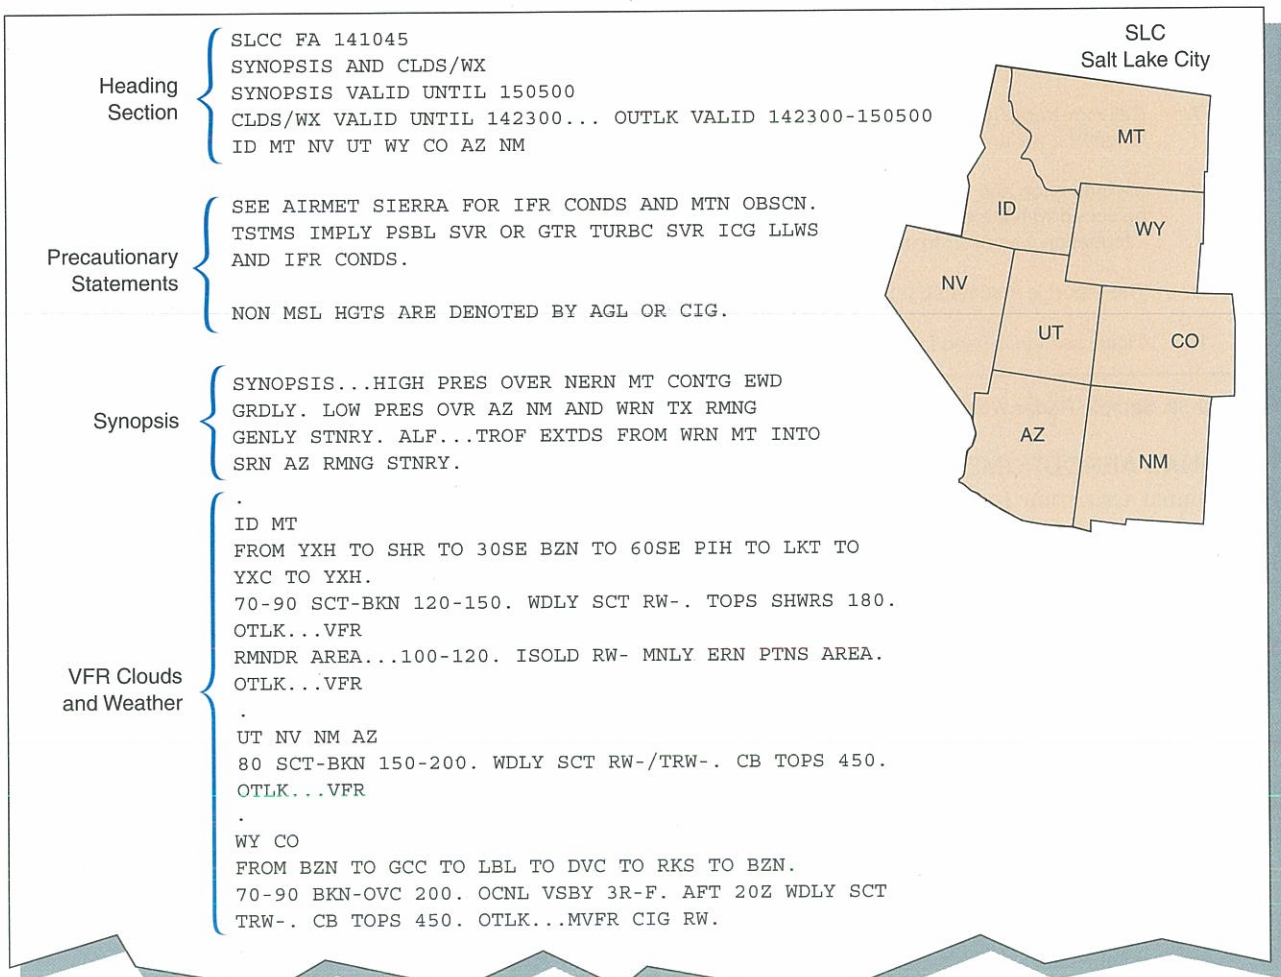 Heading
Section
SLCC FA 141045
SYNOPSIS AND CLDS/WX
SYNOPSIS VALID UNTIL 150500
CLDS/WX VALID UNTIL 142300... OUTLK VALID 142300-150500
ID MT NV UT WY CO AZ NM
Precautionary
Statements
SEE AIRMET SIERRA FOR IFR CONDS AND MTN OBSCN.
TSTMS IMPLY PSBL SVR OR GTR TURBC SVR ICG LLWS
AND IFR CONDS.
NON MSL HGTS ARE DENOTED BY AGL OR CIG.
Synopsis
SYNOPSIS...HIGH PRES OVER NERN MT CONTG EWD
GRDLY. LOW PRES OVR AZ NM AND WRN TX RMNG
GENLY STNRY. ALF...TROF EXTDS FROM WRN MT INTO
SRN AZ RMNG STNRY.
VFR Clouds
and Weather
.
ID MT
FROM YXH TO SHR TO 30SE BZN TO 60SE PIH TO LKT TO
YXC TO YXH.
70-90 SCT-BKN 120-150. WDLY SCT RW-. TOPS SHWRS 180.
OTLK...VFR
RMNDR AREA...100-120. ISOLD RW- MNLY ERN PTNS AREA.
OTLK...VFR
.
UT NV NM AZ
80 SCT-BKN 150-200. WDLY SCT RW-/TRW-. CB TOPS 450.
OTLK...VFR
.
WY CO
FROM BZN TO GCC TO LBL TO DVC TO RKS TO BZN.
70-90 BKN-OVC 200. OCNL VSBY 3R-F. AFT 20Z WDLY SCT
TRW-. CB TOPS 450. OTLK...MVFR CIG RW.
SLC
Salt Lake City
MT
ID
WY
NV
UT
CO
AZ
NM